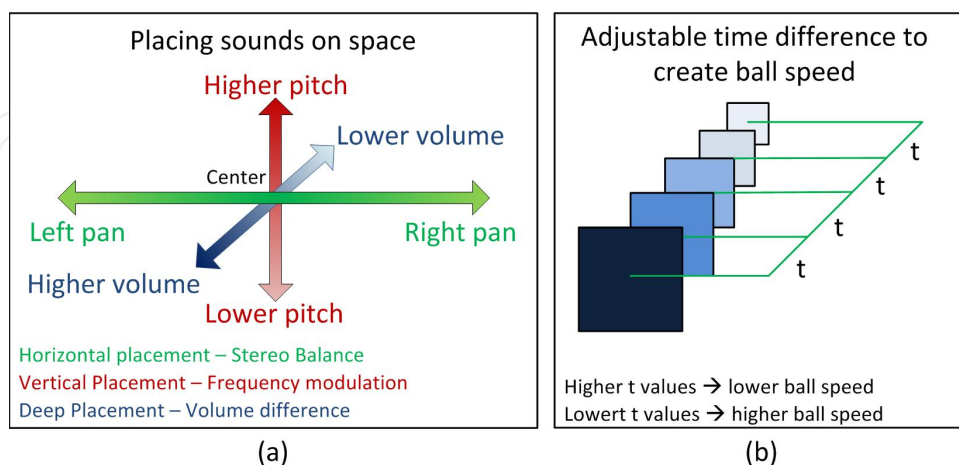 Placing sounds on space
Higher pitch
Lower volume
Center
Left pan
Right pan
Higher volume
Lower pitch
Horizontal placement – Stereo Balance
Vertical Placement – Frequency modulation
Deep Placement – Volume difference
(a)
Adjustable time difference to
create ball speed
t
t
t
t
Higher t values → lower ball speed
Lowert t values → higher ball speed
(b)